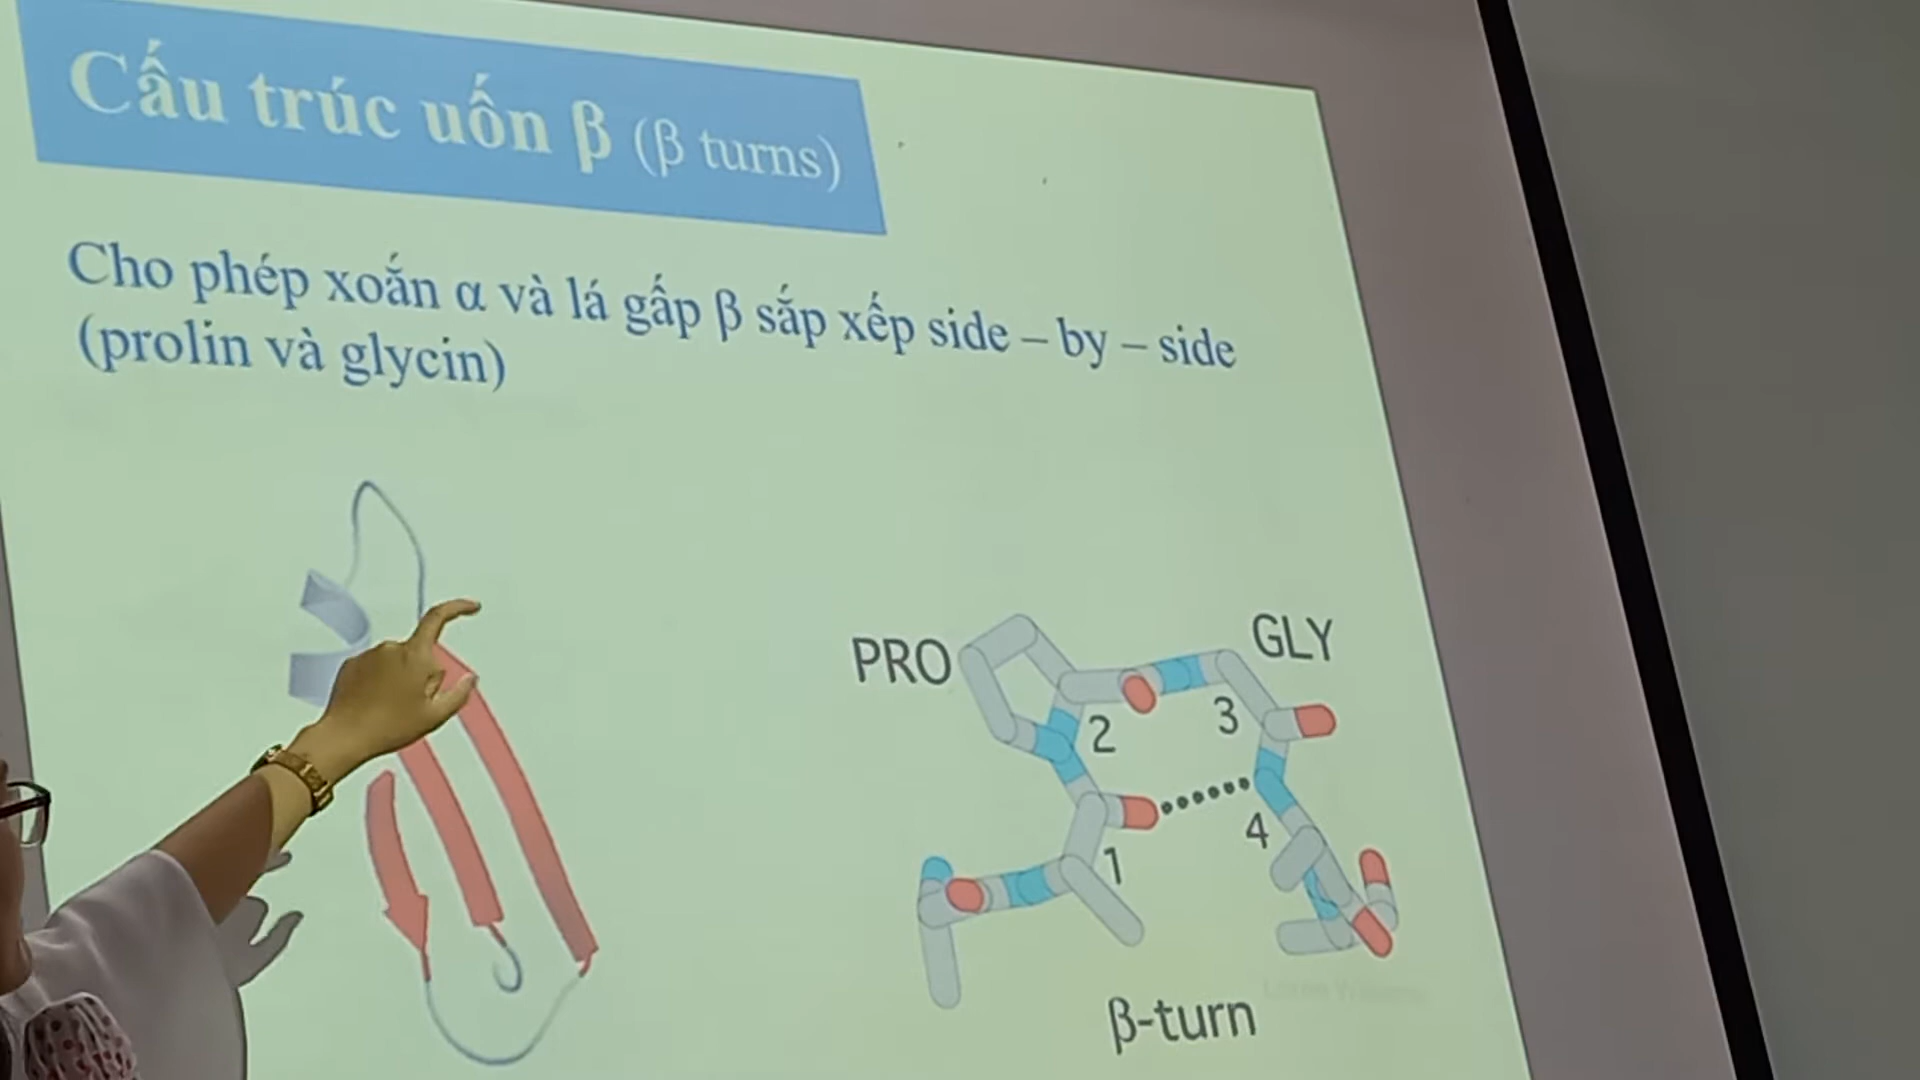 Cấu trúc uốn β (β turns)
Cho phép xoắn α và lá gấp β sắp xếp side – by – side
(prolin và glycin)
PRO
GLY
2
3
4
1
β-turn